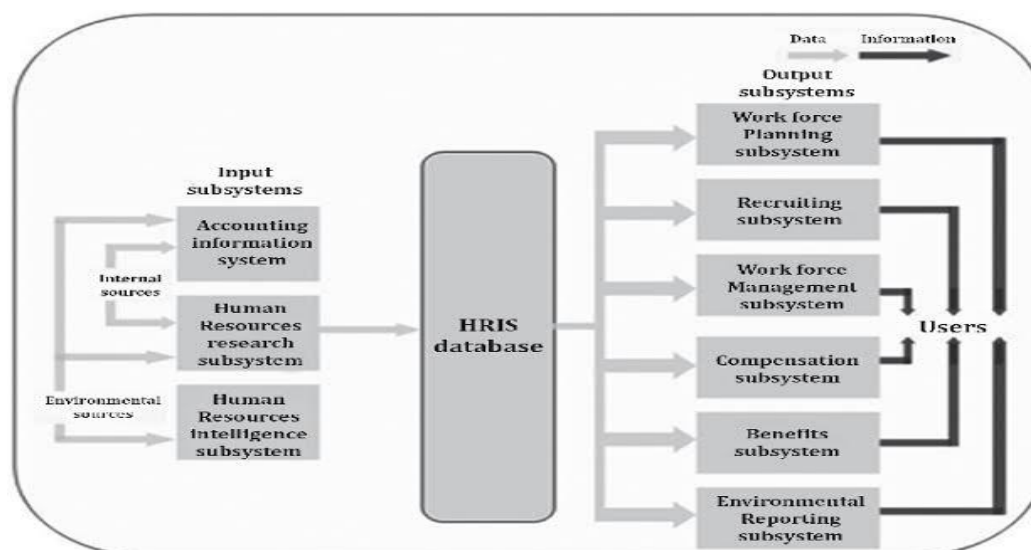 Data
Information
Output
subsystems
Input
subsystems
Accounting
information
system
Internal
sources
Human
Resources
research
subsystem
Environmental
sources
Human
Resources
intelligence
subsystem
HRIS
database
Work force
Planning
subsystem
Recruiting
subsystem
Work force
Management
subsystem
Compensation
subsystem
Benefits
subsystem
Environmental
Reporting
subsystem
Users